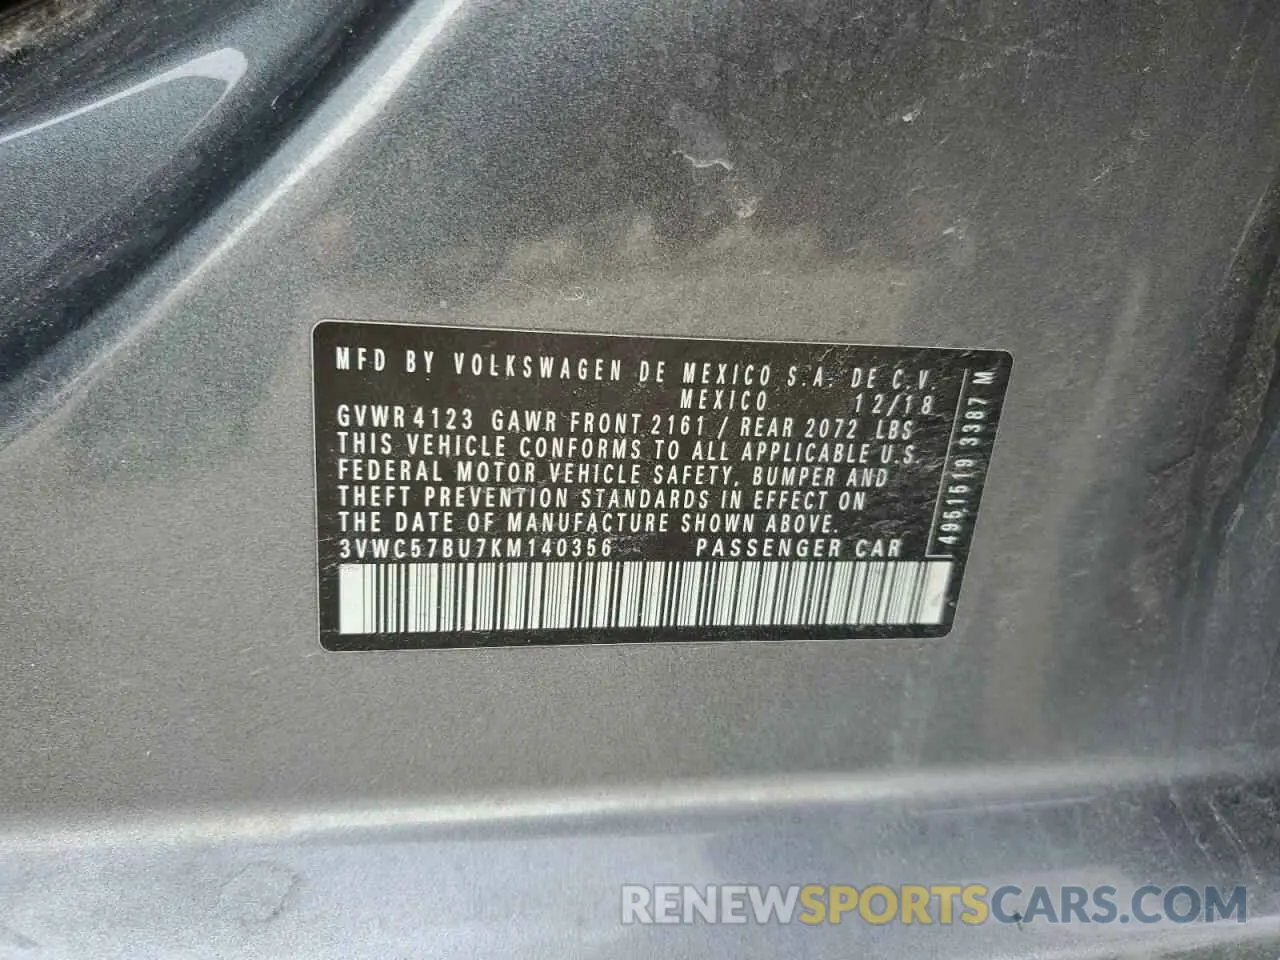 MFD BY VOLKSWAGEN DE MEXICO S.A. DE C.V.
MEXICO 12/18
GVWR 4123 GAWR FRONT 2161 / REAR 2072 LBS
THIS VEHICLE CONFORMS TO ALL APPLICABLE U.S.
FEDERAL MOTOR VEHICLE SAFETY, BUMPER AND
THEFT PREVENTION STANDARDS IN EFFECT ON
THE DATE OF MANUFACTURE SHOWN ABOVE.
3VWC57BU7KM140356 PASSENGER CAR
4951519 3387 M
RENEWSPORTSCARS.COM